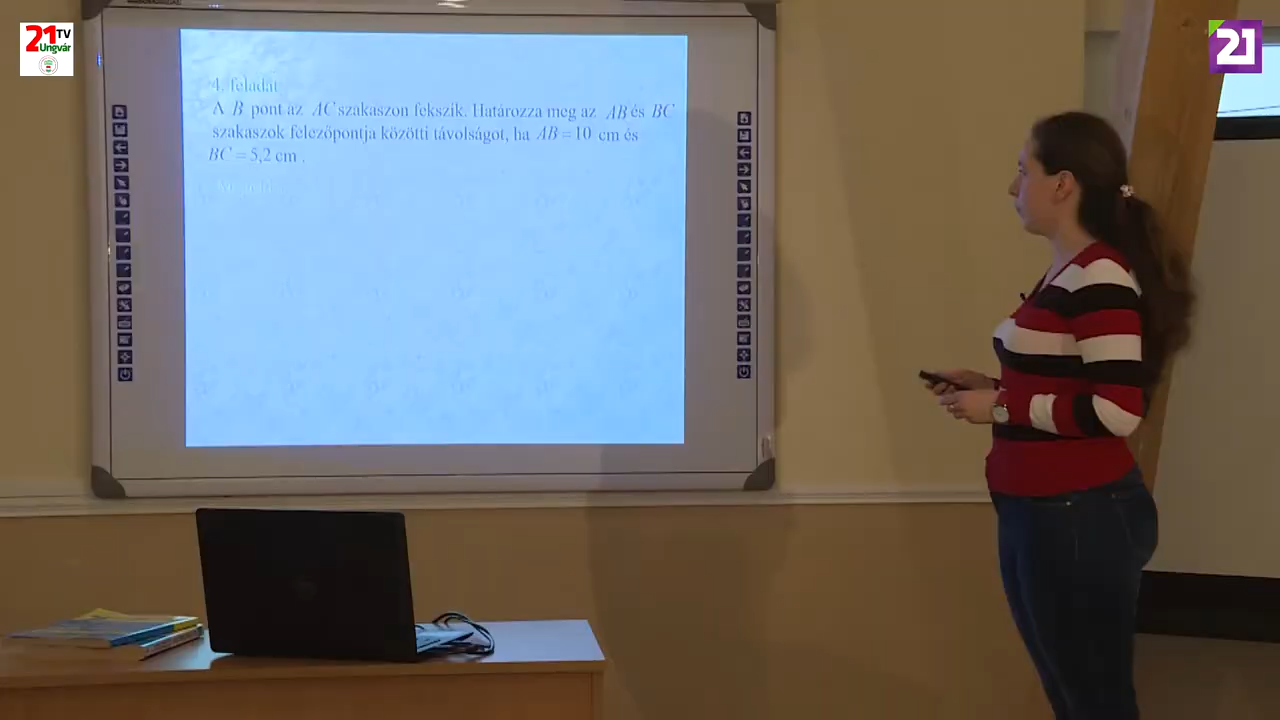 21 TV
Ungvár
21
4. feladat
A B pont az AC szakaszon fekszik. Határozza meg az AB és BC
szakaszok felezőpontja közötti távolságot, ha AB = 10 cm és
BC = 5,2 cm .